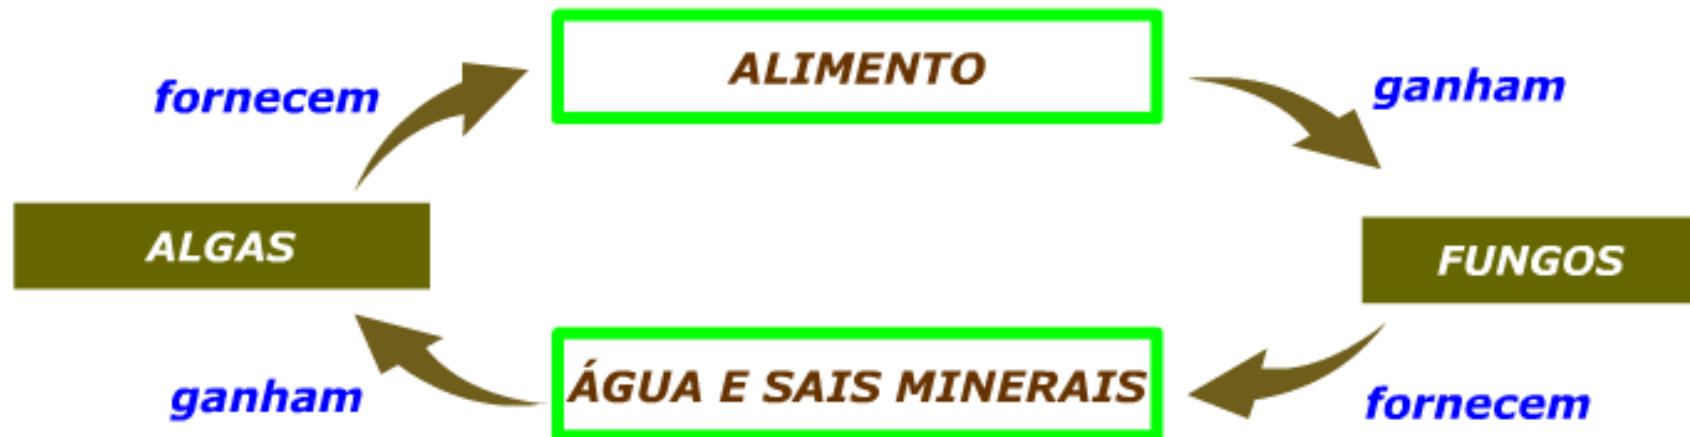 ALIMENTO
fornecem
ganham
ALGAS
FUNGOS
ÁGUA E SAIS MINERAIS
ganham
fornecem